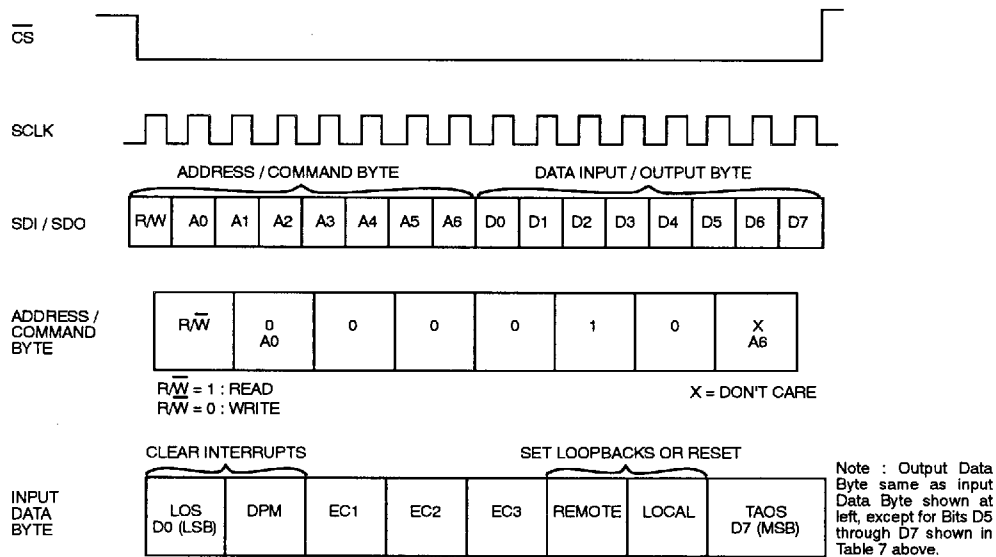 CS
SCLK
ADDRESS / COMMAND BYTE DATA INPUT / OUTPUT BYTE
SDI / SDO R/W A0 A1 A2 A3 A4 A5 A6 D0 D1 D2 D3 D4 D5 D6 D7
ADDRESS /
COMMAND
BYTE
R/W 0 0 0 0 1 0 X
A0 A6
R/W = 1 : READ X = DON'T CARE
R/W = 0 : WRITE
CLEAR INTERRUPTS SET LOOPBACKS OR RESET
INPUT
DATA
BYTE
LOS DPM EC1 EC2 EC3 REMOTE LOCAL TAOS
D0 (LSB) D7 (MSB)
Note : Output Data
Byte same as input
Data Byte shown at
left, except for Bits D5
through D7 shown in
Table 7 above.